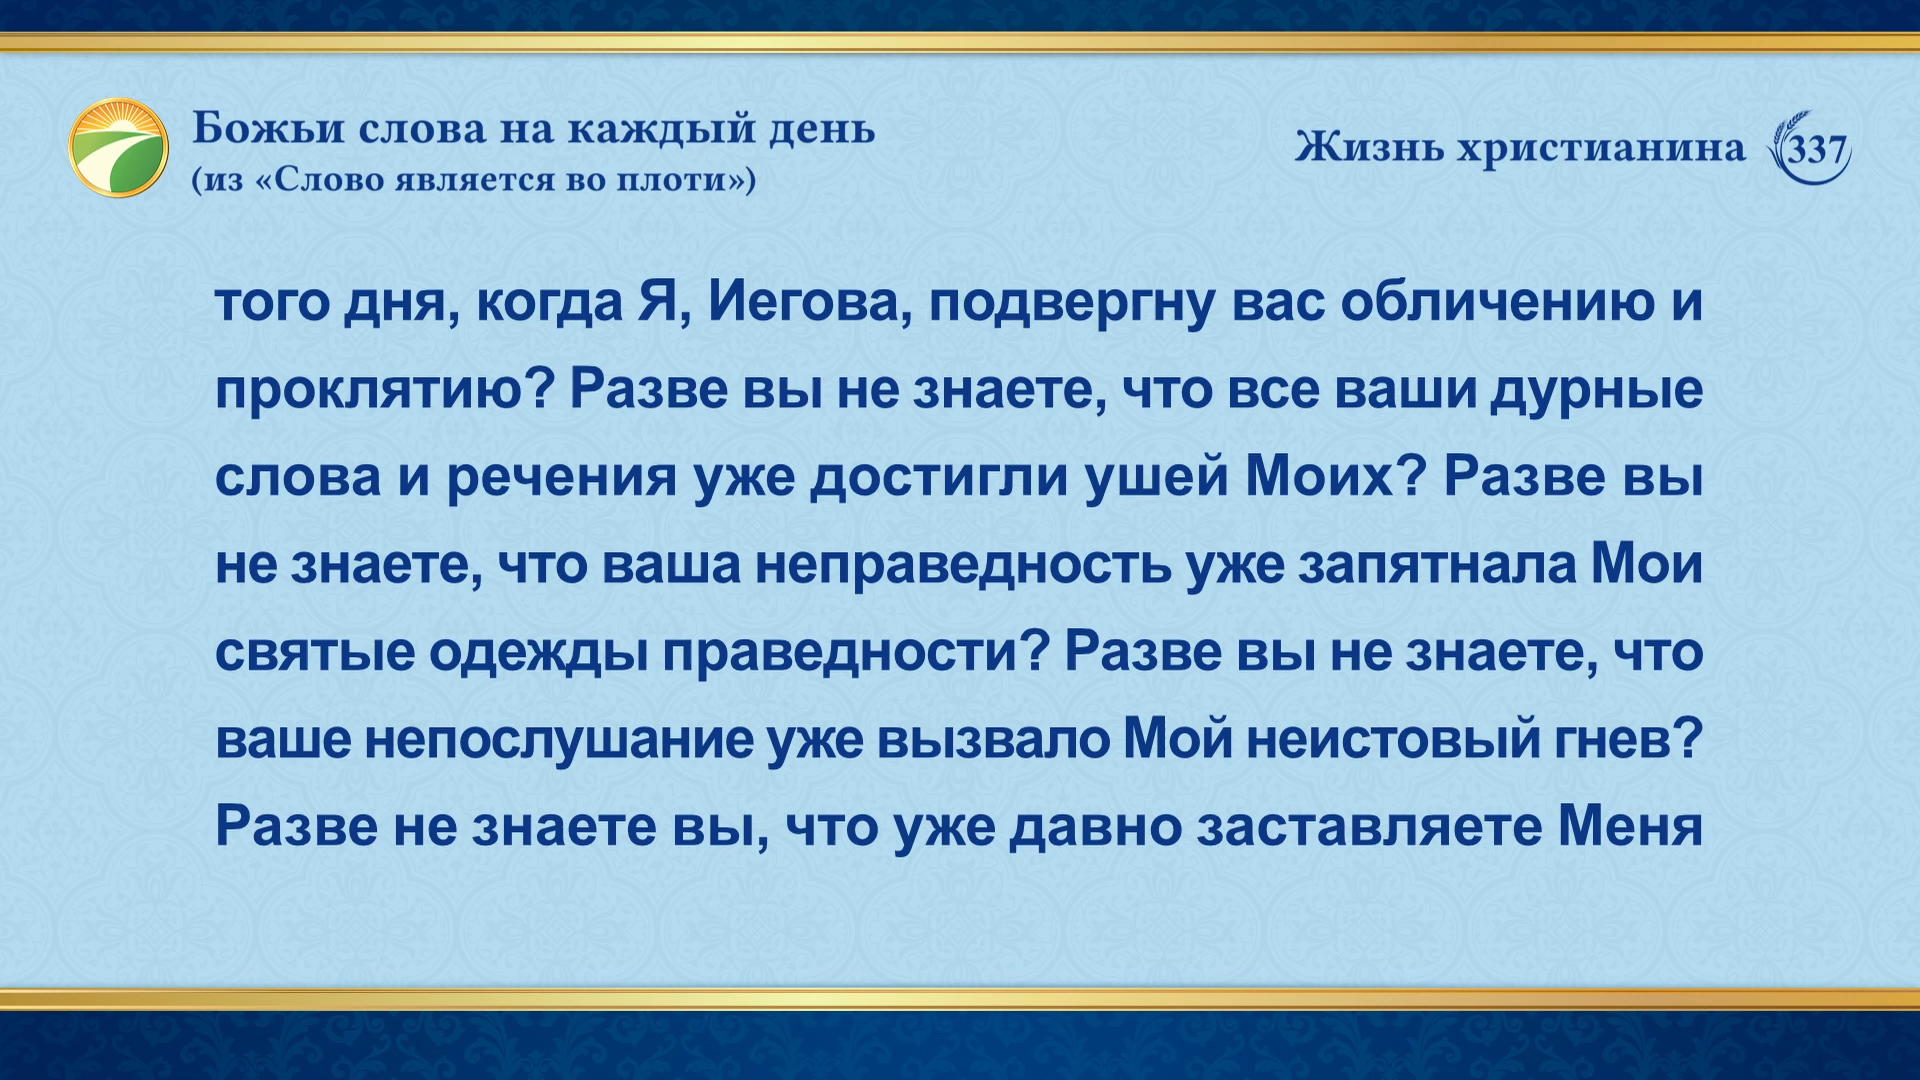 Божьи слова на каждый день
(из «Слово является во плоти»)
Жизнь христианина 337
того дня, когда Я, Иегова, подвергну вас обличению и
проклятию? Разве вы не знаете, что все ваши дурные
слова и речения уже достигли ушей Моих? Разве вы
не знаете, что ваша неправедность уже запятнала Мои
святые одежды праведности? Разве вы не знаете, что
ваше непослушание уже вызвало Мой неистовый гнев?
Разве не знаете вы, что уже давно заставляете Меня